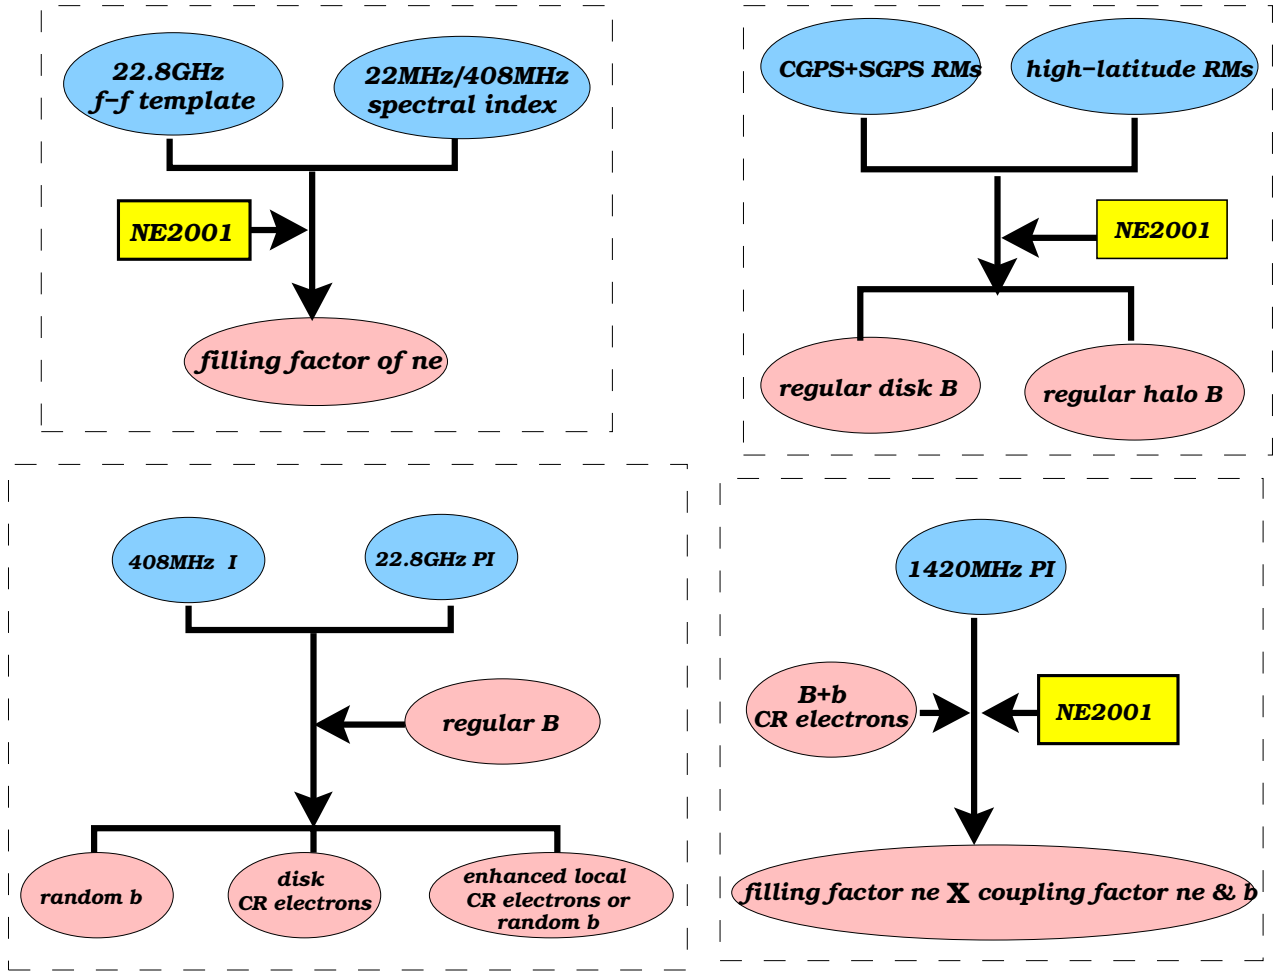 22.8GHz
f-f template
22MHz/408MHz
spectral index
NE2001
filling factor of ne
CGPS+SGPS RMs
high-latitude RMs
NE2001
regular disk B
regular halo B
408MHz I
22.8GHz PI
regular B
random b
disk
CR electrons
enhanced local
CR electrons or
random b
1420MHz PI
B+b
CR electrons
NE2001
filling factor ne X coupling factor ne & b